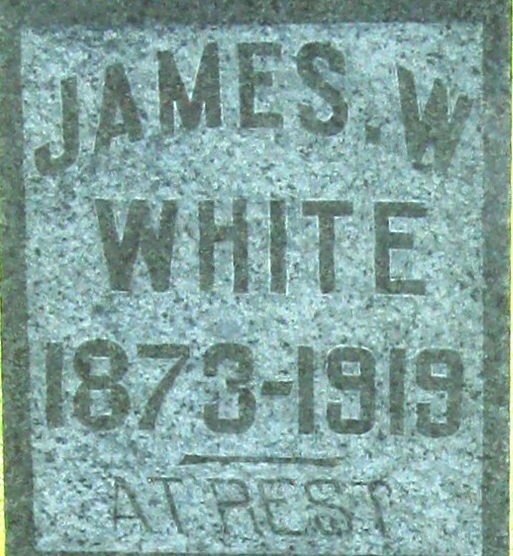 JAMES. W
WHITE
1873-1919
AT REST